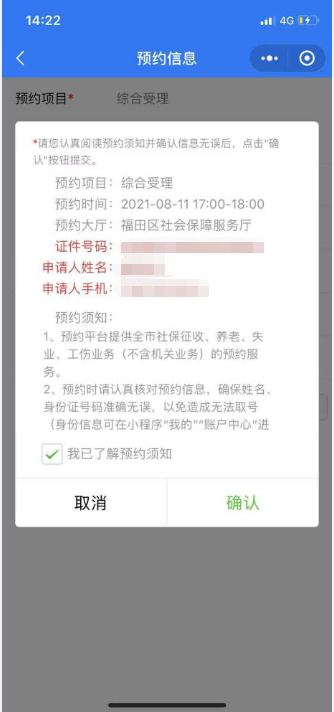 14:22
4G
预约信息
预约项目* 综合受理
*请您认真阅读预约须知并确认信息无误后，点击“确
认”按钮提交。
预约项目：综合受理
预约时间：2021-08-11 17:00-18:00
预约大厅：福田区社会保障服务厅
证件号码：
申请人姓名：
申请人手机：
预约须知：
1、预约平台提供全市社保征收、养老、失
业、工伤业务（不含机关业务）的预约服
务。
2、预约时请认真核对预约信息，确保姓名、
身份证号码准确无误，以免造成无法取号
（身份信息可在小程序“我的”“账户中心”进
我已了解预约须知
取消 确认